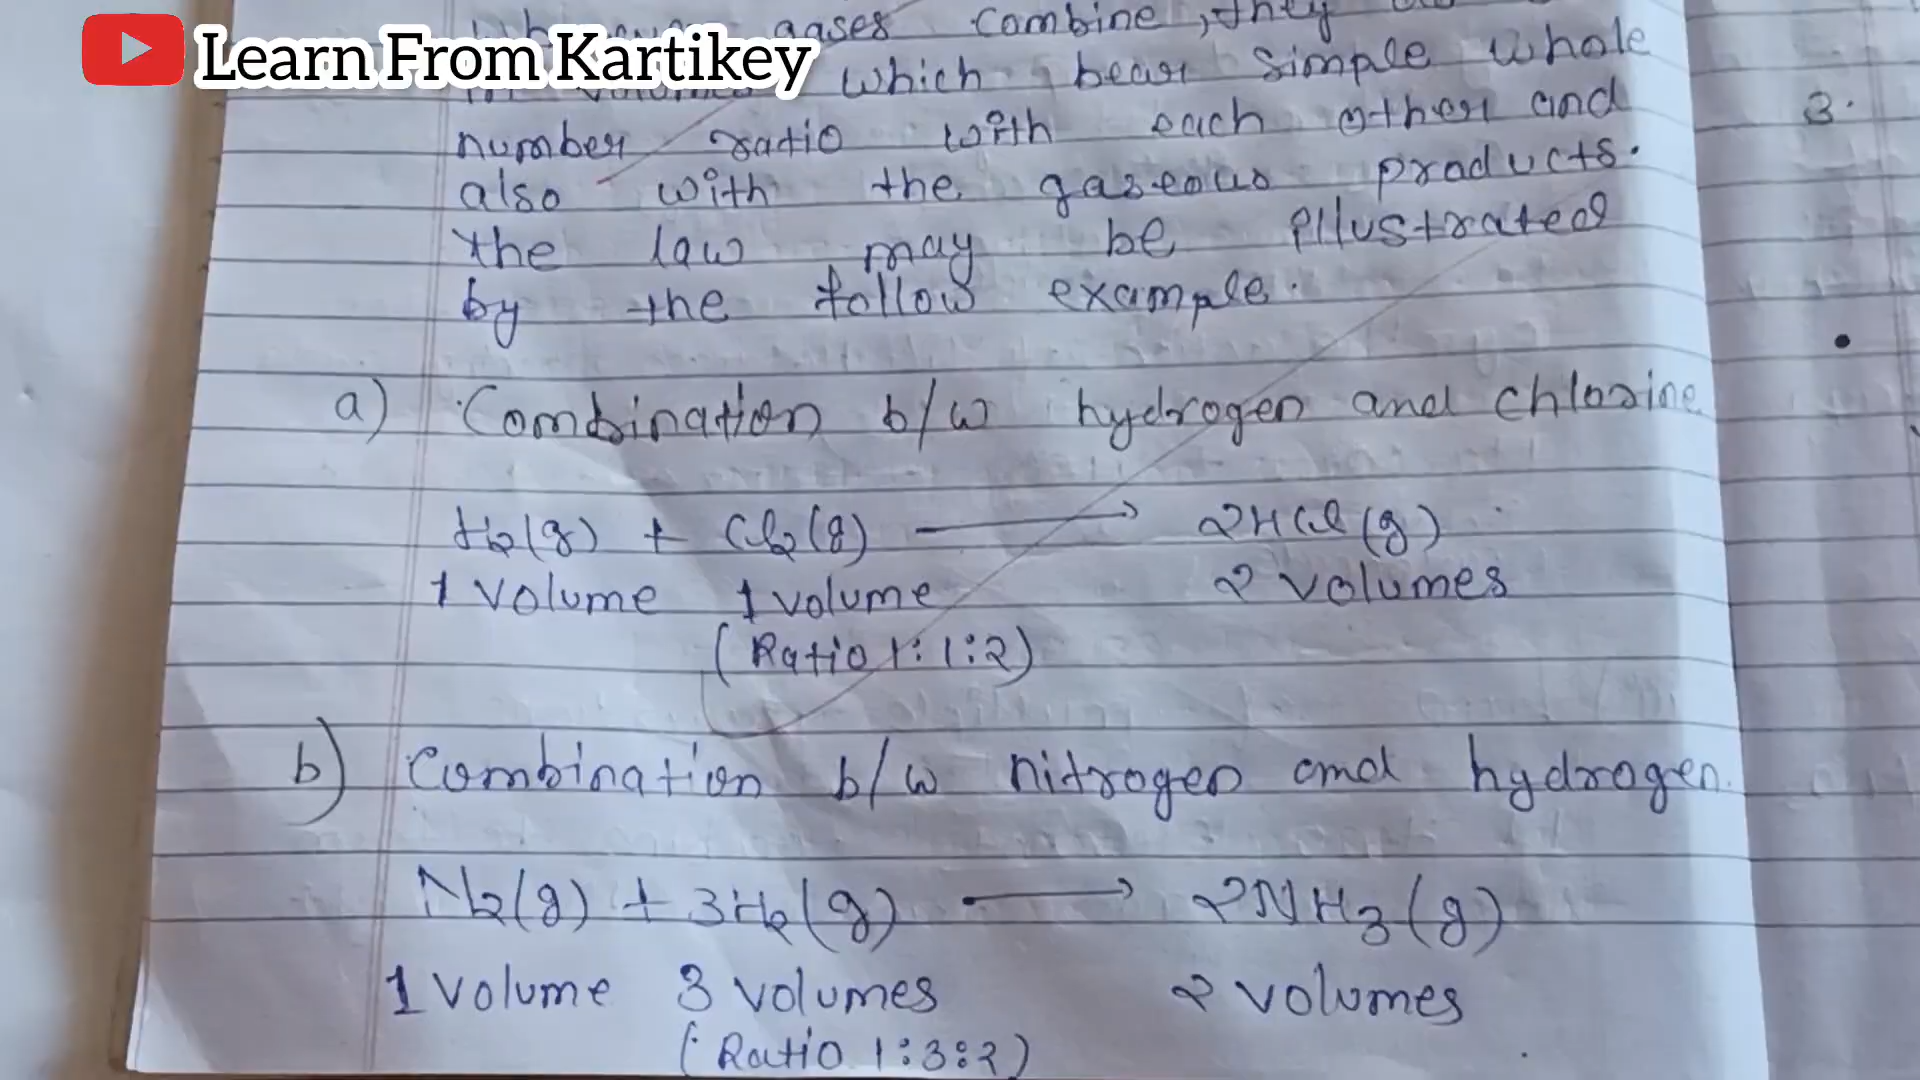 Learn From Kartikey
gases combine, they
which bear simple whole
number ratio with each other and
also with the gaseous products.
the law may be illustrated
by the follow example.
a) Combination b/w hydrogen and chlorine
H2(g) + Cl2(g) → 2HCl(g)
1 volume 1 volume 2 volumes
(Ratio 1:1:2)
b) Combination b/w nitrogen and hydrogen.
N2(g) + 3H2(g) → 2NH3(g)
1 volume 3 volumes 2 volumes
(Ratio 1:3:2)
3.